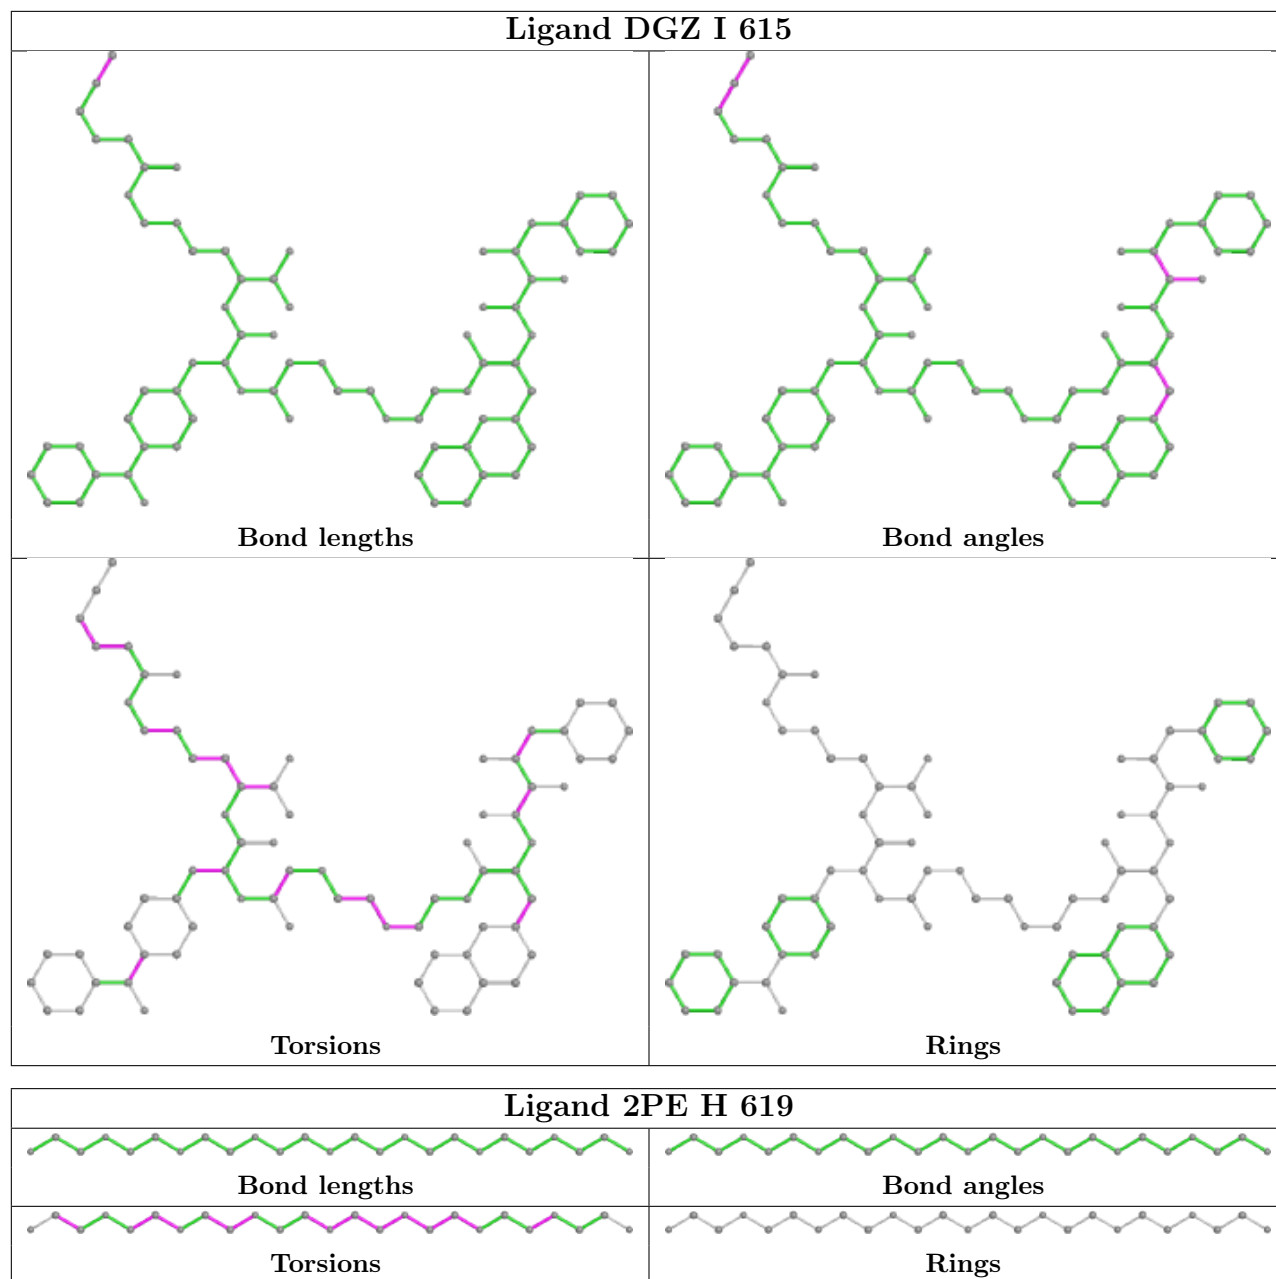 Ligand DGZ I 615
Bond lengths
Bond angles
Torsions
Rings
Ligand 2PE H 619
Bond lengths
Bond angles
Torsions
Rings